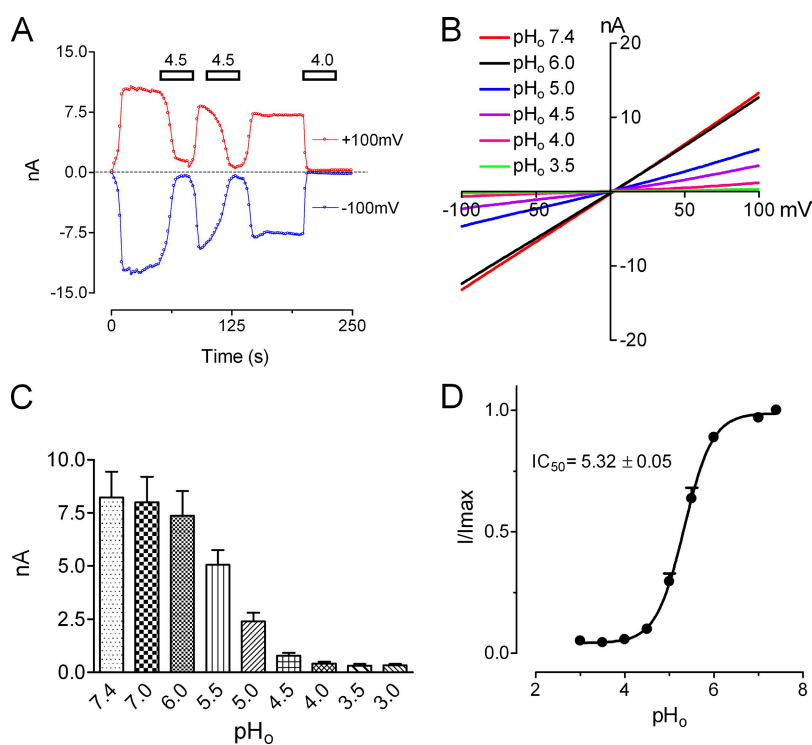 A
4.5 4.5 4.0
15.0
7.5
0.0
-7.5
-15.0
nA
+100mV
-100mV
0 125 250
Time (s)
B
nA
pHo 7.4
pHo 6.0
pHo 5.0
pHo 4.5
pHo 4.0
pHo 3.5
20
10
-100 -50 50 100 mV
-10
-20
C
10.0
7.5
5.0
2.5
0.0
nA
7.4 7.0 6.0 5.5 5.0 4.5 4.0 3.5 3.0
pHo
D
1.0
0.5
0.0
I/Imax
IC50 = 5.32 ± 0.05
2 4 6 8
pHo